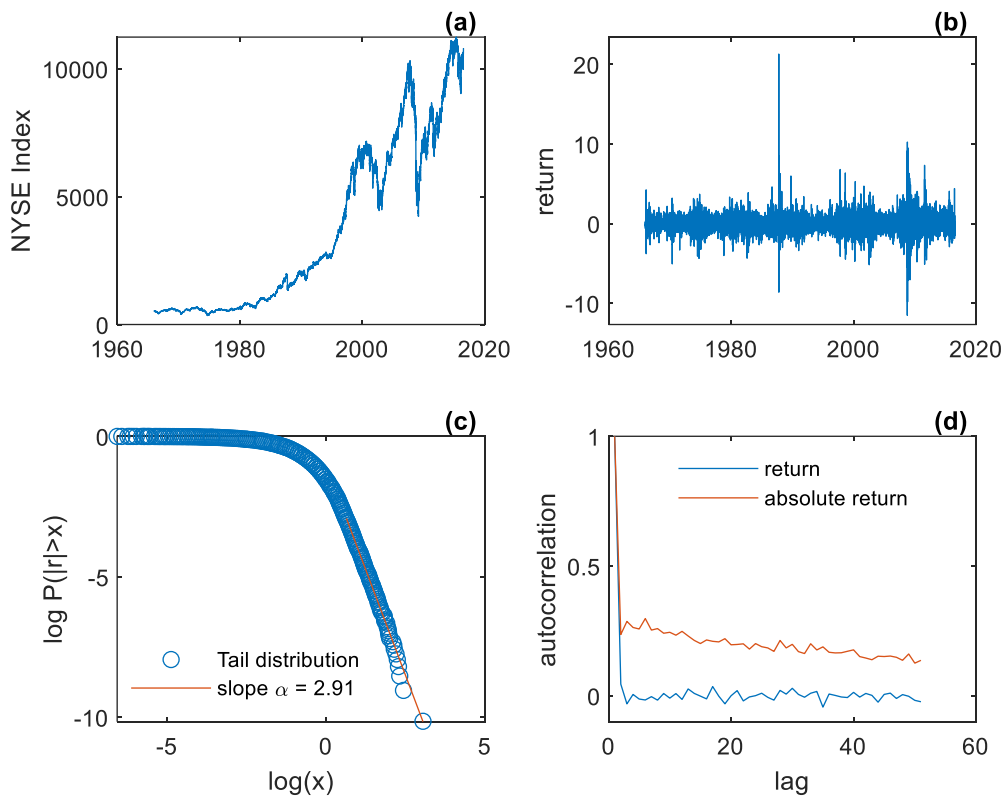 (a)
NYSE Index
10000
5000
0
1960 1980 2000 2020
(b)
return
20
10
0
-10
1960 1980 2000 2020
(c)
log P(|r|>x)
0
-5
-10
Tail distribution
slope α = 2.91
-5 0 5
log(x)
(d)
autocorrelation
1
0.5
0
return
absolute return
0 20 40 60
lag